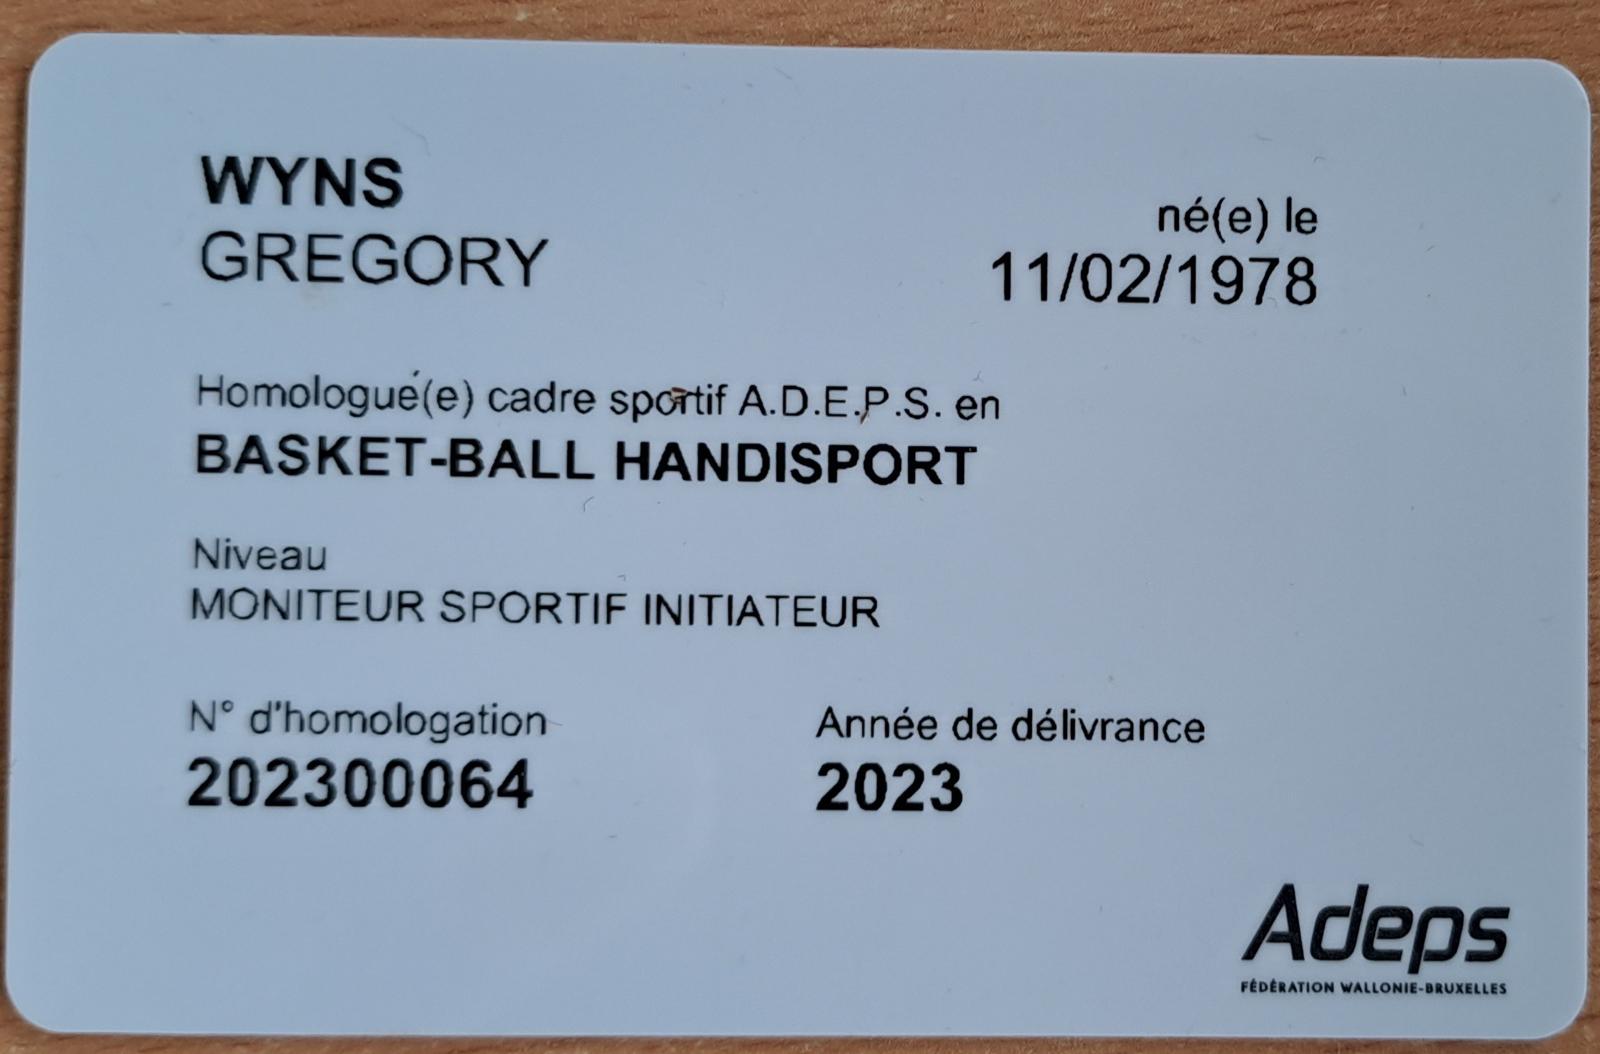 WYNS
GREGORY
né(e) le
11/02/1978
Homologué(e) cadre sportif A.D.E.P.S. en
BASKET-BALL HANDISPORT
Niveau
MONITEUR SPORTIF INITIATEUR
N° d'homologation
202300064
Année de délivrance
2023
Adeps
FÉDÉRATION WALLONIE-BRUXELLES